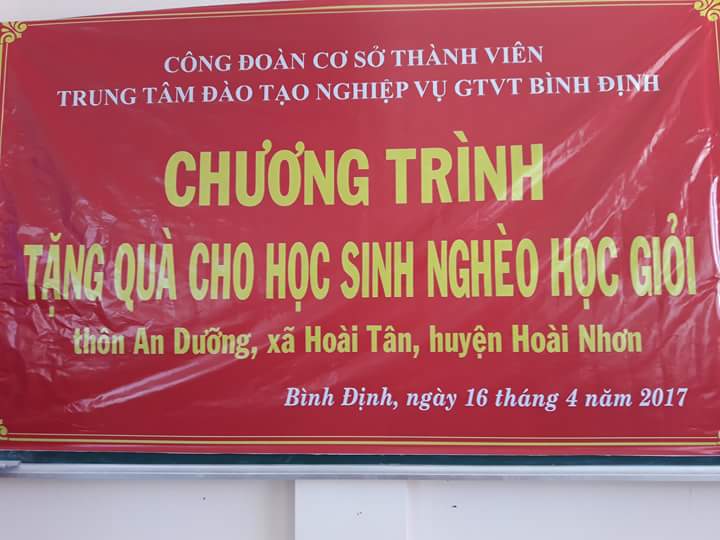 CÔNG ĐOÀN CƠ SỞ THÀNH VIÊN
TRUNG TÂM ĐÀO TẠO NGHIỆP VỤ GTVT BÌNH ĐỊNH
CHƯƠNG TRÌNH
TẶNG QUÀ CHO HỌC SINH NGHÈO HỌC GIỎI
thôn An Dưỡng, xã Hoài Tân, huyện Hoài Nhơn
Bình Định, ngày 16 tháng 4 năm 2017